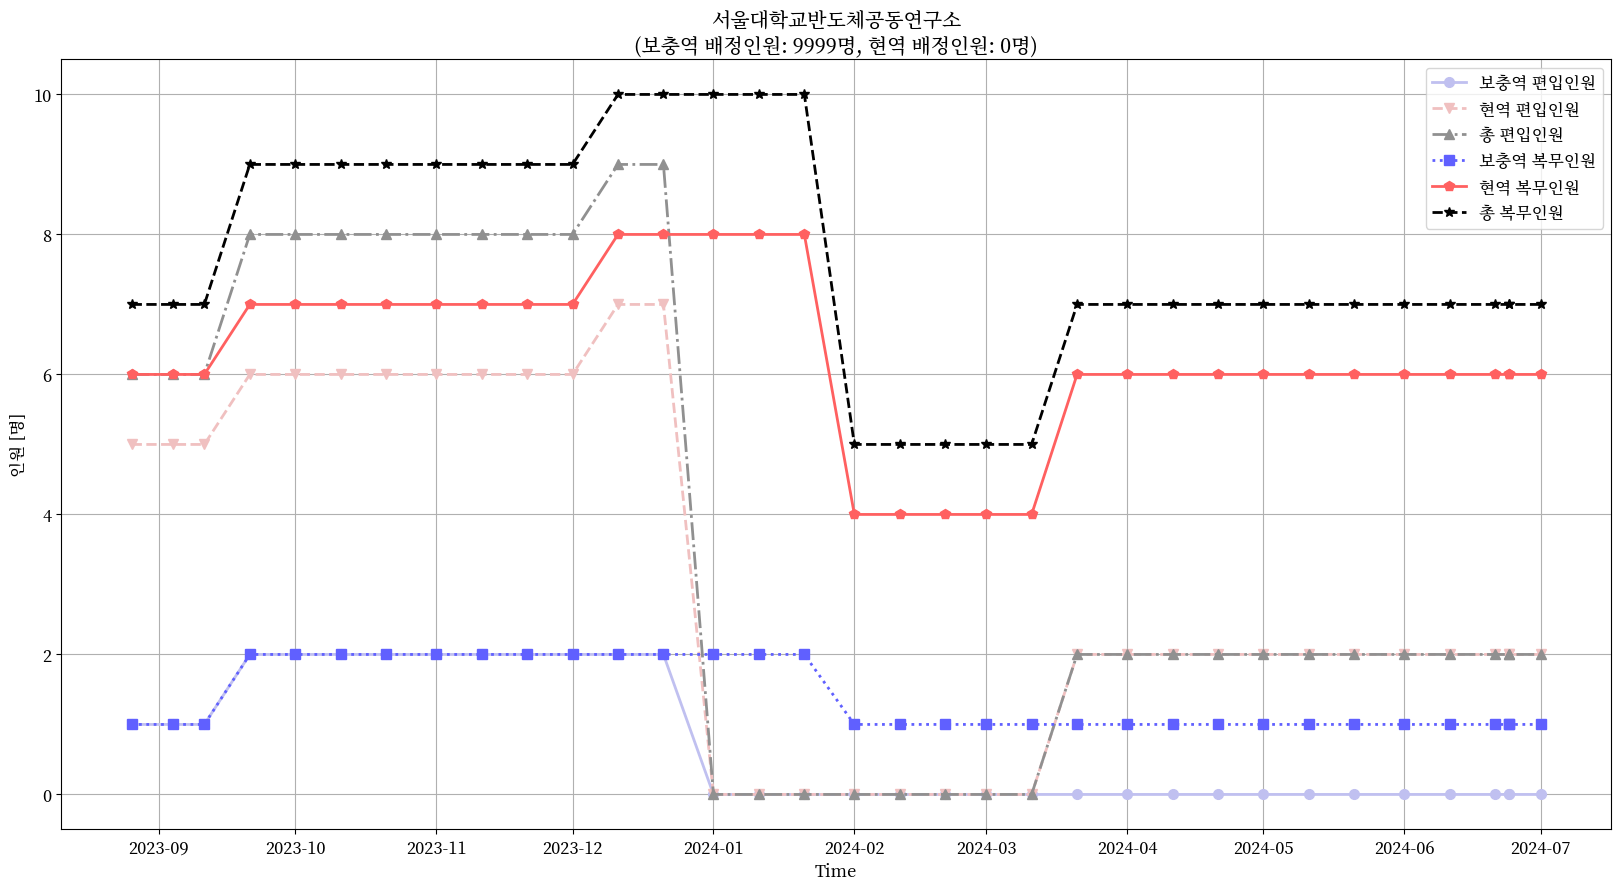 서울대학교반도체공동연구소
(보충역 배정인원: 9999명, 현역 배정인원: 0명)
보충역 편입인원
현역 편입인원
총 편입인원
보충역 복무인원
현역 복무인원
총 복무인원
인원 [명]
10
8
6
4
2
0
2023-09
2023-10
2023-11
2023-12
2024-01
2024-02
2024-03
2024-04
2024-05
2024-06
2024-07
Time